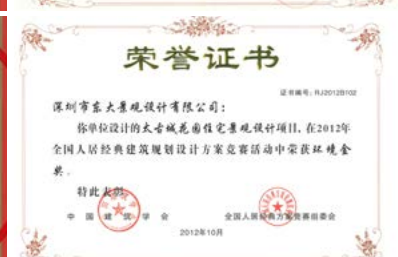 荣誉证书
证书编号: RJ2012B102
深圳市东大景观设计有限公司:
你单位设计的太古城花园住宅景观设计项目, 在2012年
全国人居经典建筑规划设计方案竞赛活动中荣获环境金
奖.
特此表彰
中国建筑学会 全国人居经典方案竞赛组委会
2012年10月